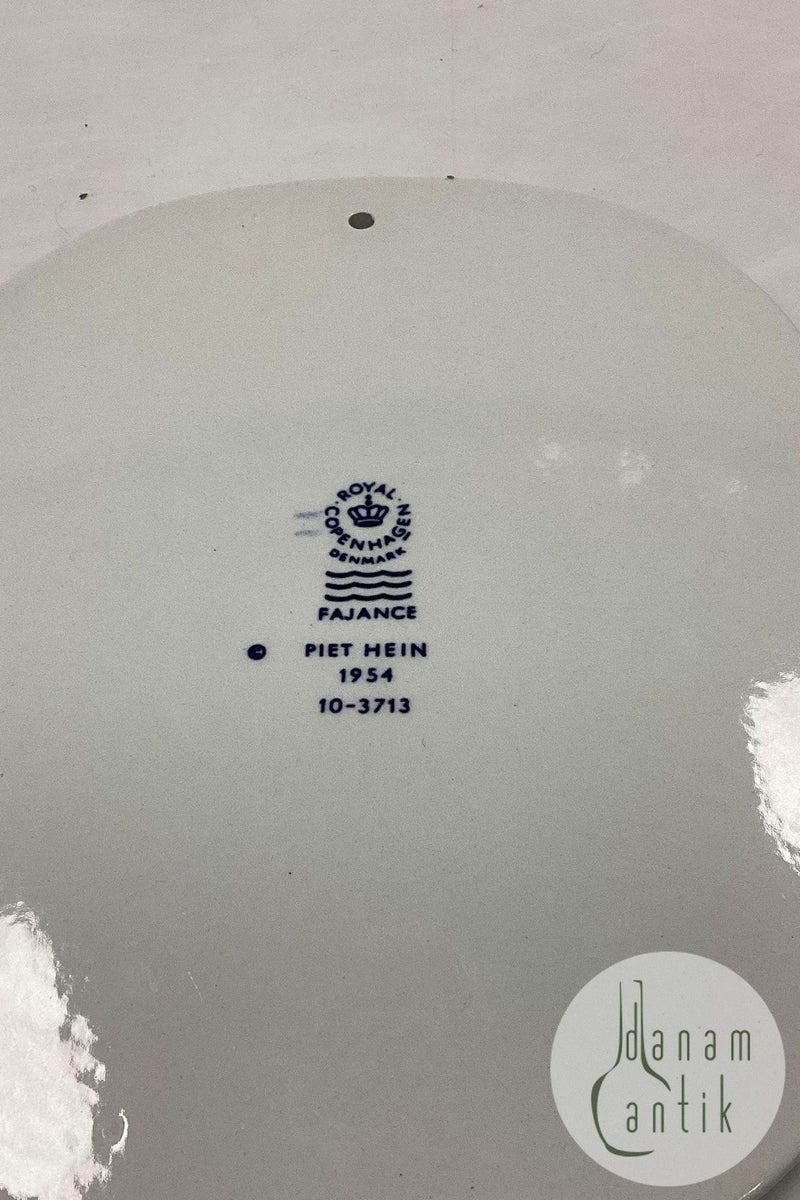 ROYAL
COPENHAGEN
DENMARK
FAJANCE
PIET HEIN
1954
10-3713
danam
antik